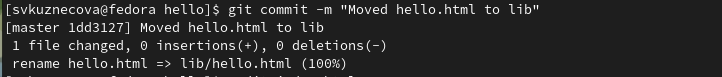 [svkuznecova@fedora hello]$ git commit -m "Moved hello.html to lib"
[master 1dd3127] Moved hello.html to lib
 1 file changed, 0 insertions(+), 0 deletions(-)
 rename hello.html => lib/hello.html (100%)